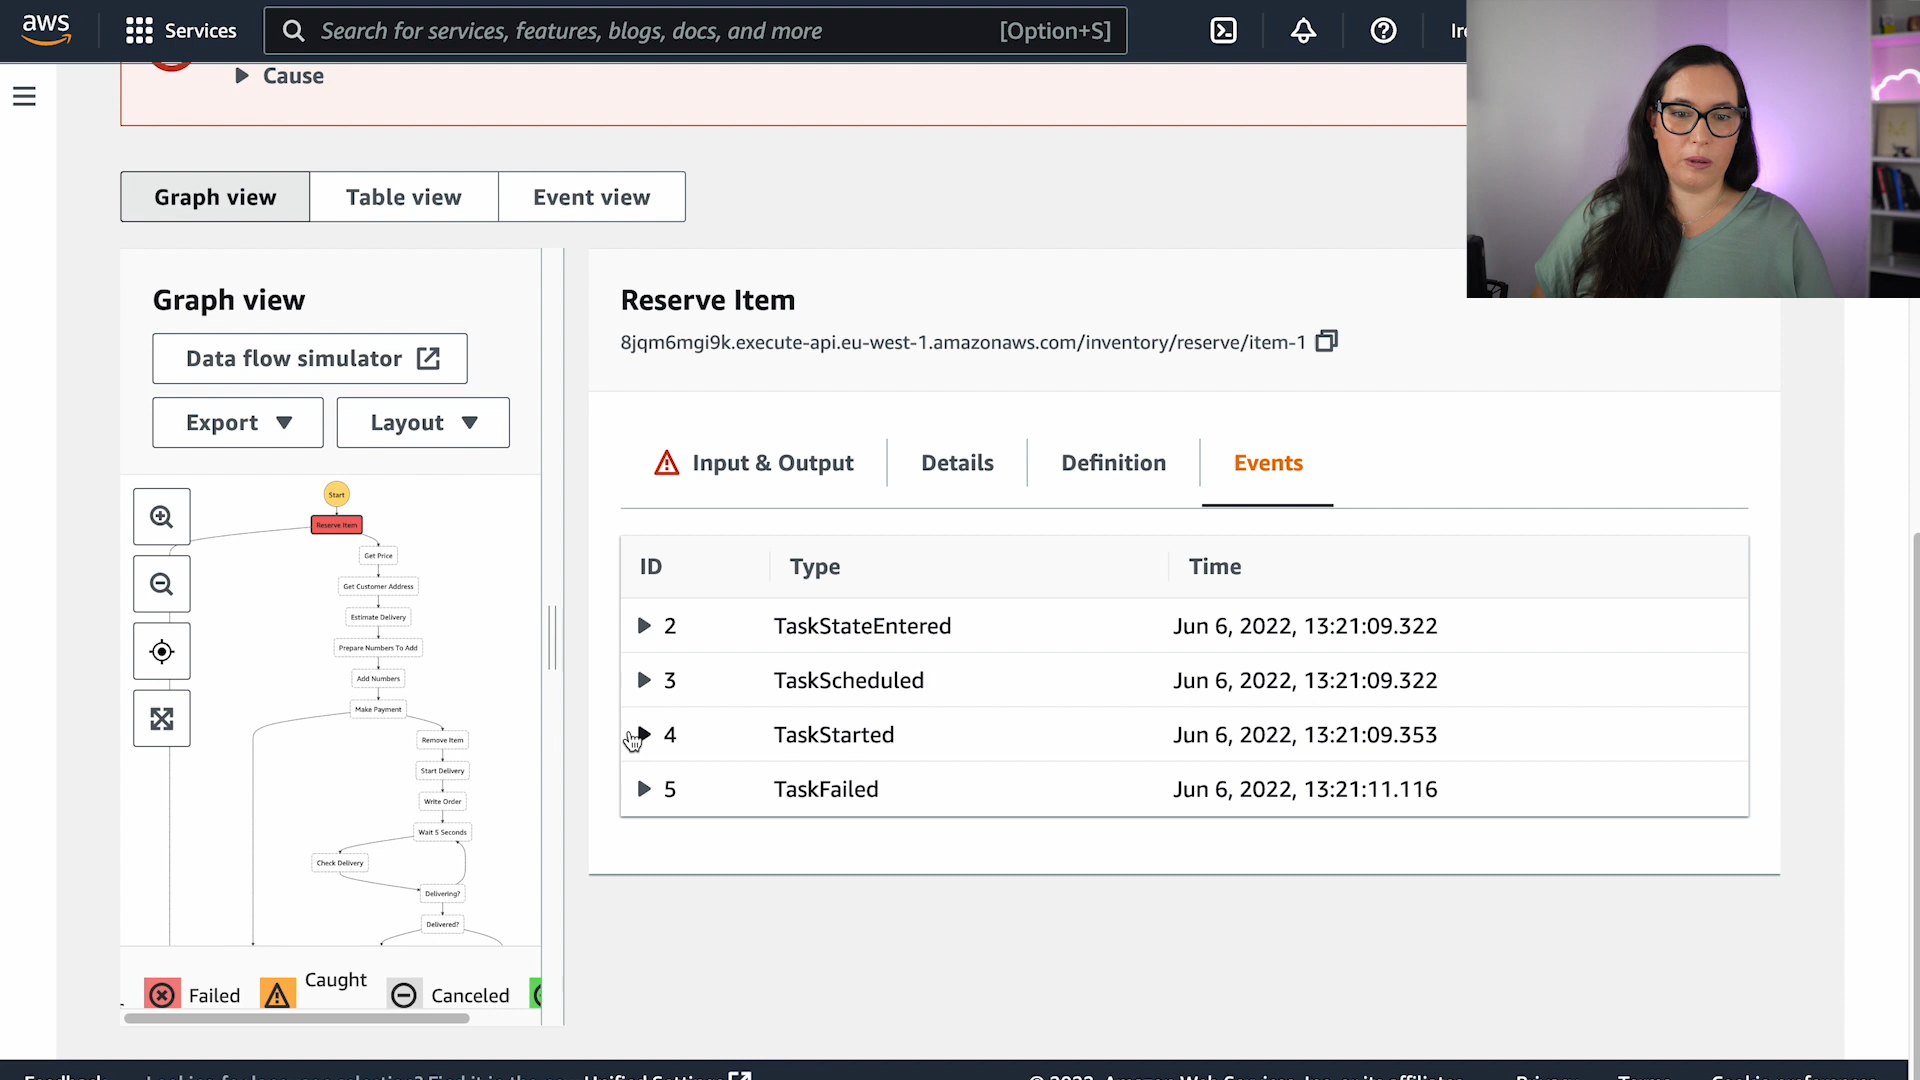 aws
Services
Search for services, features, blogs, docs, and more
[Option+S]
Cause
Graph view
Table view
Event view
Graph view
Data flow simulator
Export
Layout
Start
Reserve Item
Get Price
Get Customer Address
Estimate Delivery
Prepare Numbers To Add
Add Numbers
Make Payment
Remove Item
Start Delivery
Write Order
Wait 5 Seconds
Check Delivery
Delivering?
Delivered?
Failed
Caught
Canceled
Reserve Item
8jqm6mgi9k.execute-api.eu-west-1.amazonaws.com/inventory/reserve/item-1
Input & Output
Details
Definition
Events
ID Type Time
2 TaskStateEntered Jun 6, 2022, 13:21:09.322
3 TaskScheduled Jun 6, 2022, 13:21:09.322
4 TaskStarted Jun 6, 2022, 13:21:09.353
5 TaskFailed Jun 6, 2022, 13:21:11.116